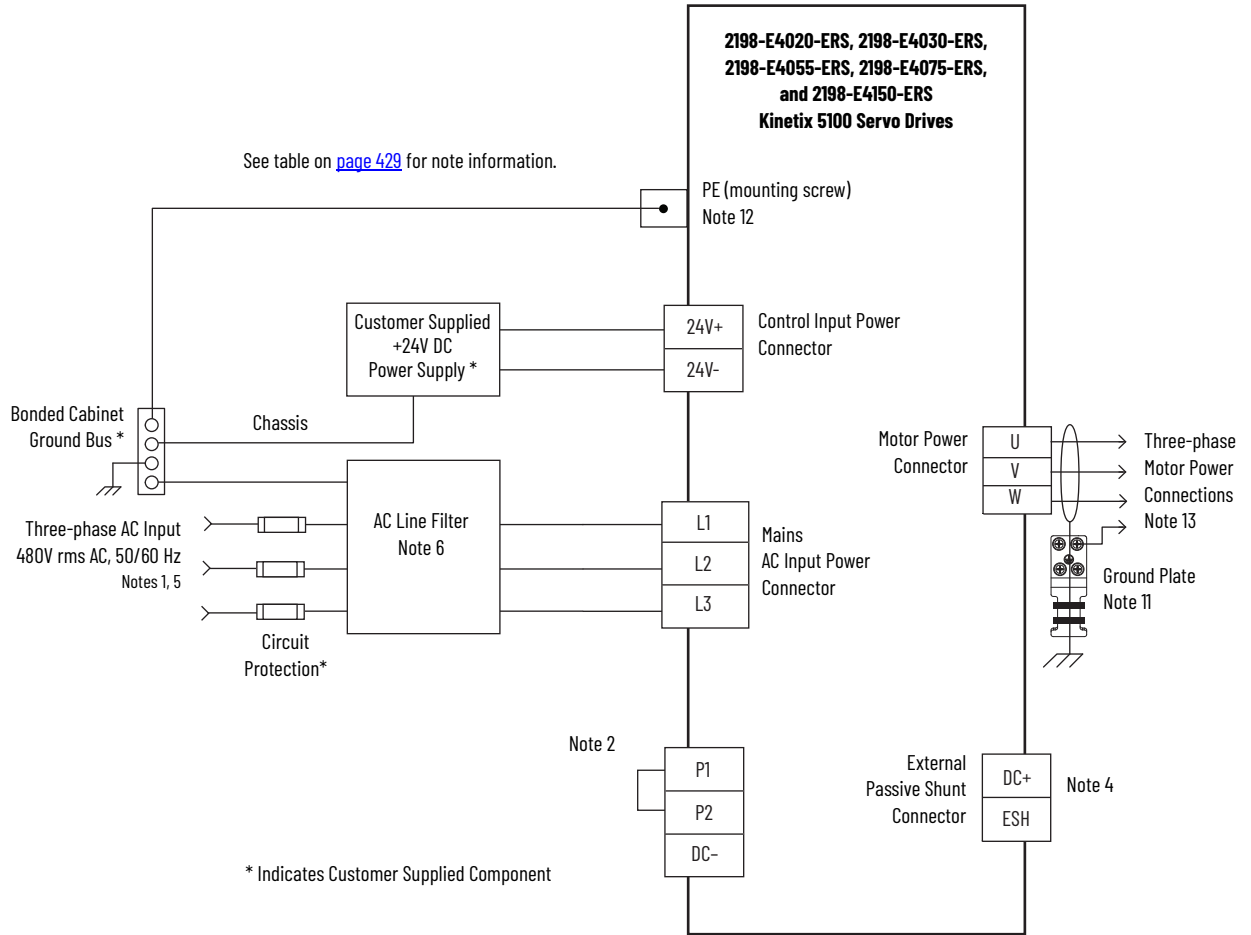 2198-E4020-ERS, 2198-E4030-ERS,
2198-E4055-ERS, 2198-E4075-ERS,
and 2198-E4150-ERS
Kinetix 5100 Servo Drives
See table on page 429 for note information.
PE (mounting screw)
Note 12
Customer Supplied
+24V DC
Power Supply *
24V+
24V-
Control Input Power
Connector
Bonded Cabinet
Ground Bus *
Chassis
Motor Power
Connector
U
V
W
Three-phase
Motor Power
Connections
Note 13
Three-phase AC Input
480V rms AC, 50/60 Hz
Notes 1, 5
AC Line Filter
Note 6
L1
L2
L3
Mains
AC Input Power
Connector
Ground Plate
Note 11
Circuit
Protection*
Note 2
P1
P2
DC–
External
Passive Shunt
Connector
DC+
ESH
Note 4
* Indicates Customer Supplied Component